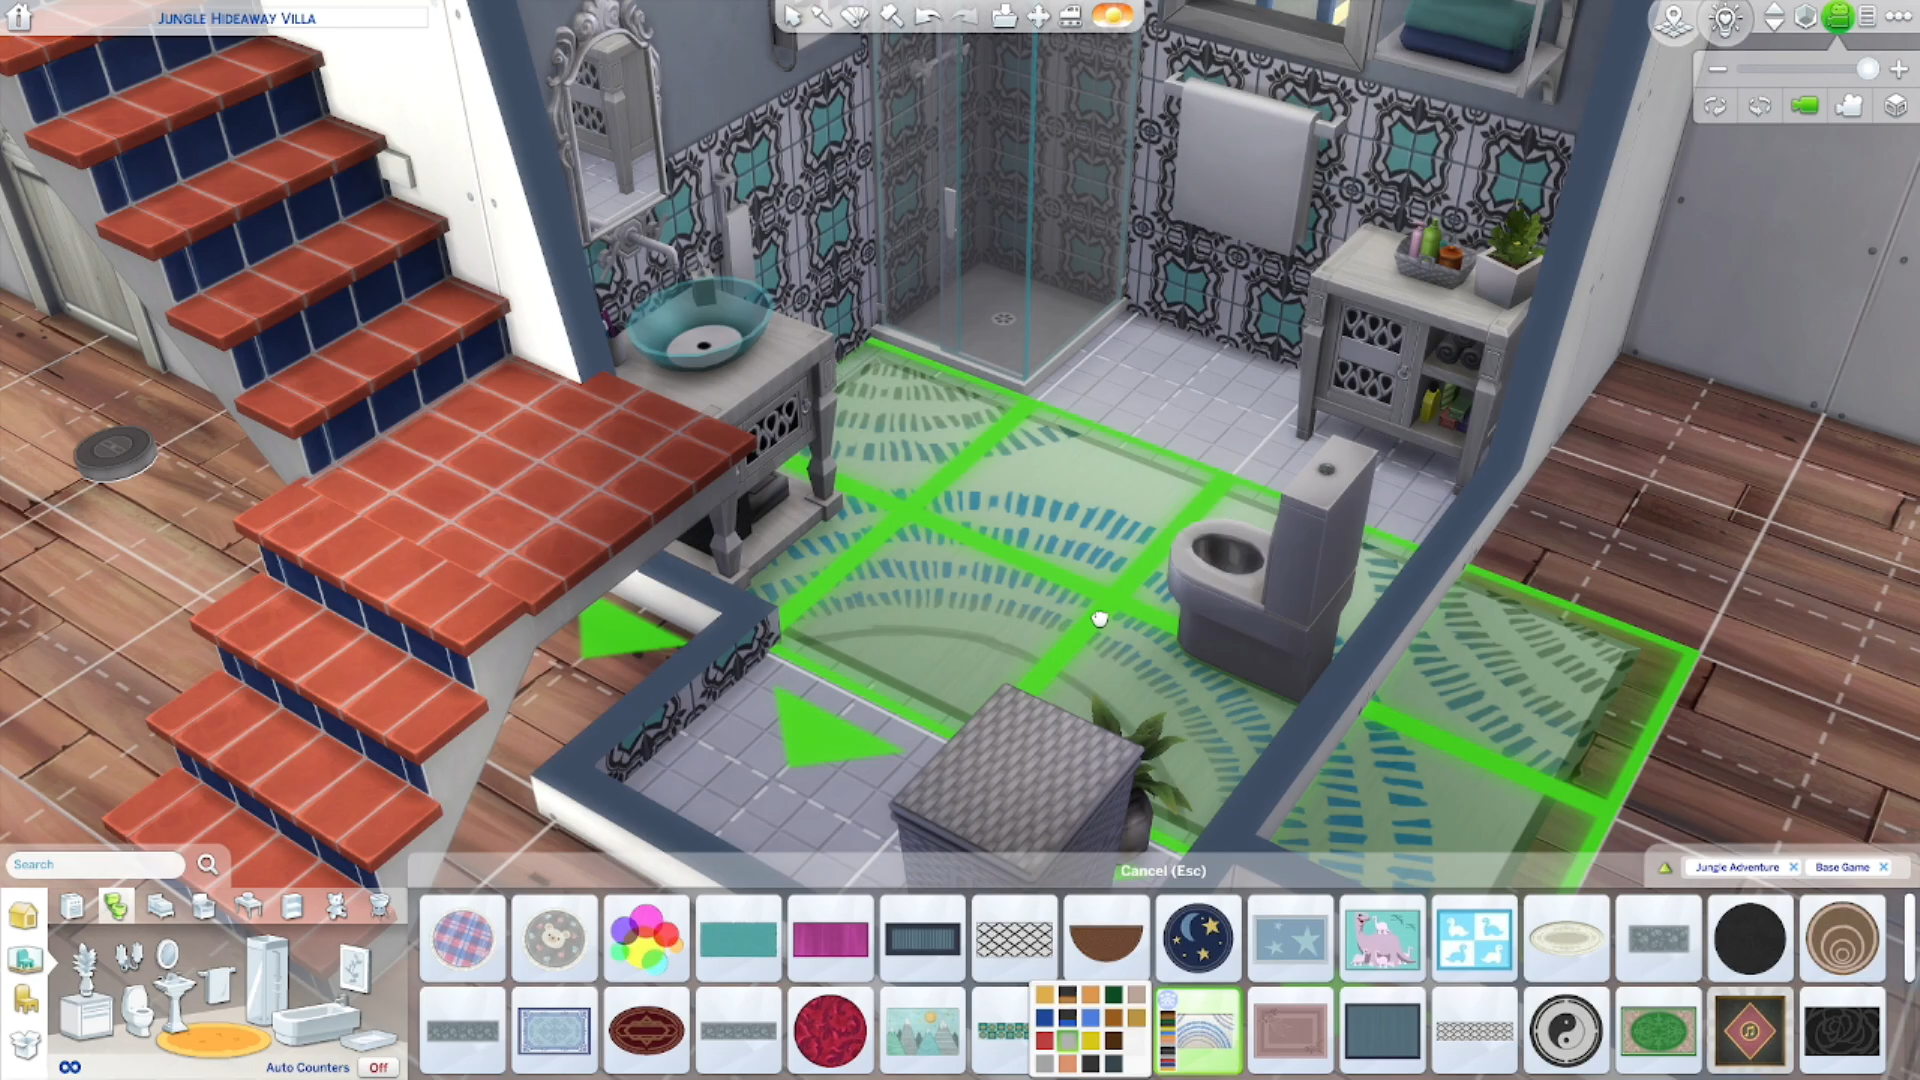 Jungle Hideaway Villa
Search
Cancel (Esc)
Jungle Adventure
Base Game
Auto Counters
Off